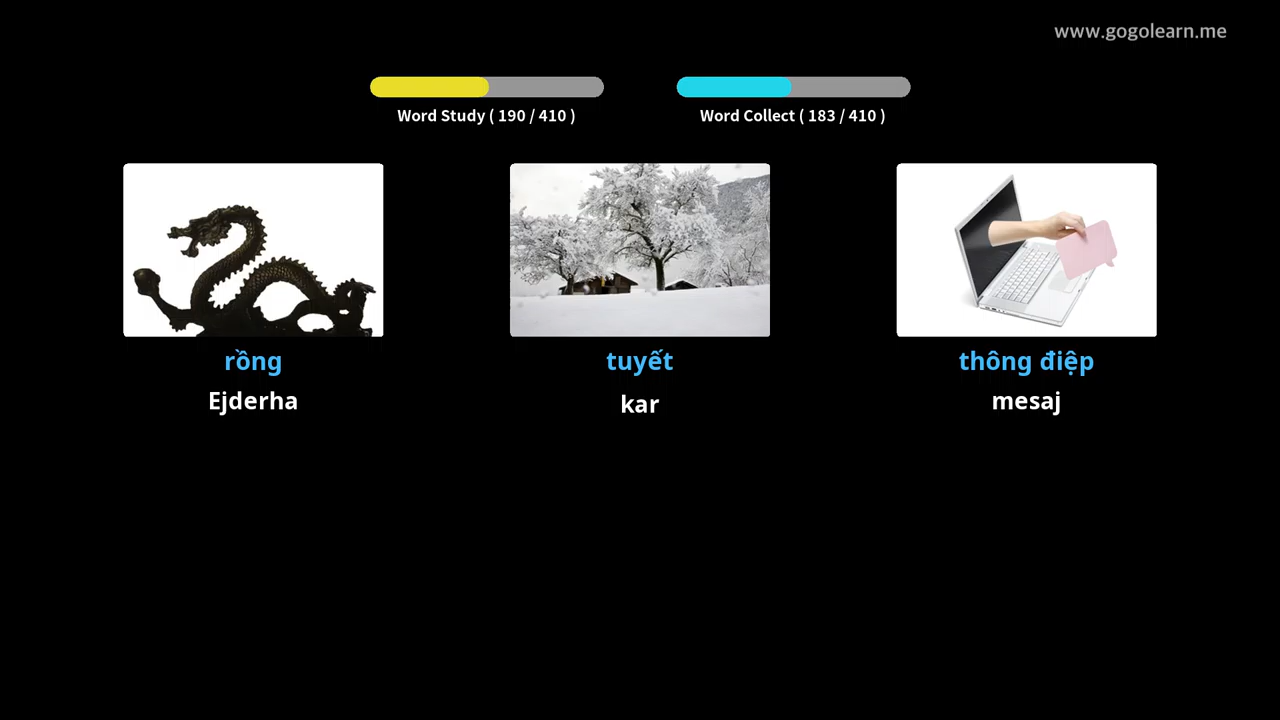 www.gogolearn.me
Word Study ( 190 / 410 )
Word Collect ( 183 / 410 )
rồng
tuyết
thông điệp
Ejderha
kar
mesaj